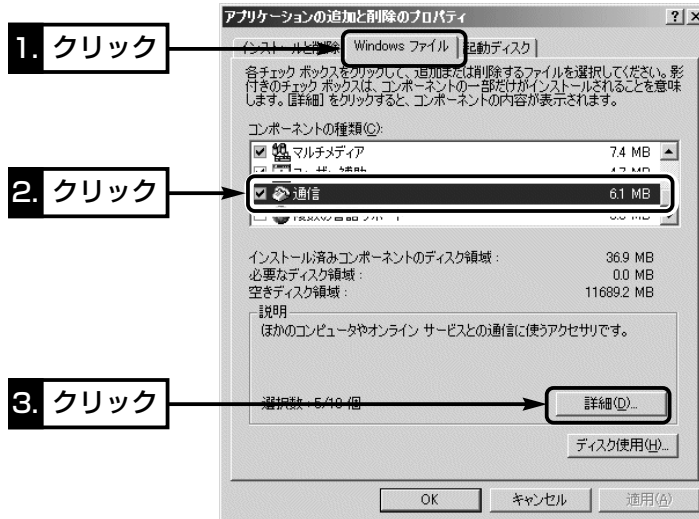 アプリケーションの追加と削除のプロパティ
1. クリック
Windows ファイル
起動ディスク
各チェック ボックスをクリックして、追加または削除するファイルを選択してください。影
付きのチェック ボックスは、コンポーネントの一部だけがインストールされることを意味
します。[詳細] をクリックすると、コンポーネントの内容が表示されます。
コンポーネントの種類(C):
マルチメディア 7.4 MB
2. クリック
通信 6.1 MB
インストール済みコンポーネントのディスク領域 : 36.9 MB
必要なディスク領域 : 0.0 MB
空きディスク領域 : 11689.2 MB
説明
ほかのコンピュータやオンライン サービスとの通信に使うアクセサリです。
3. クリック
選択数 : 5/10 個
詳細(D)...
ディスク使用(H)...
OK キャンセル 適用(A)